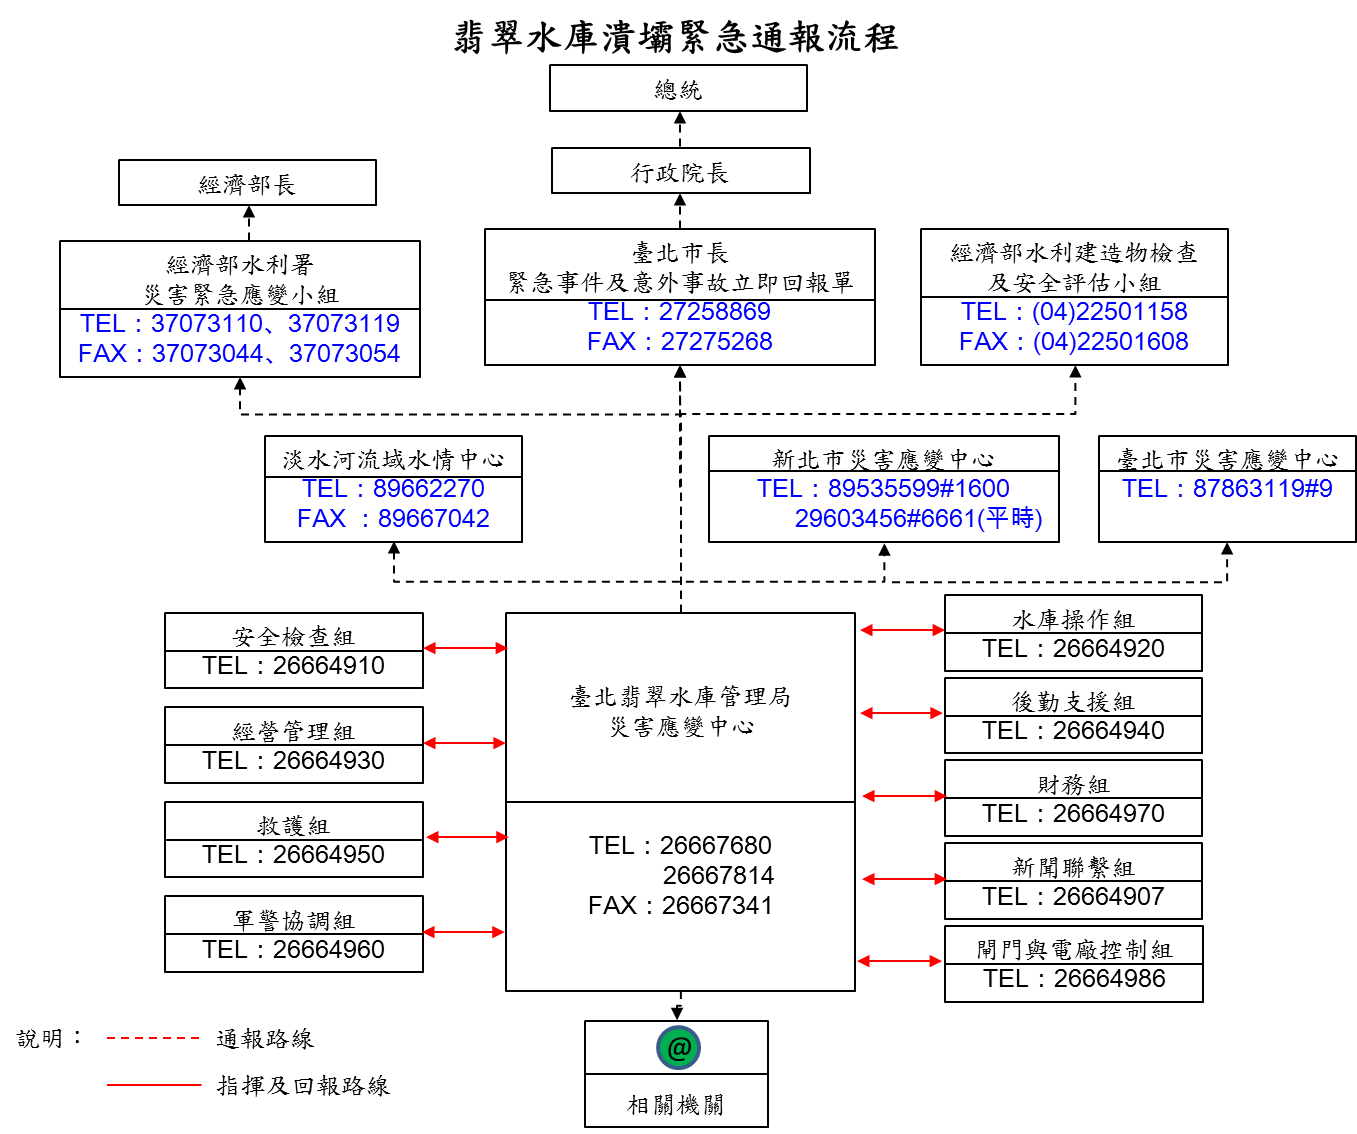 翡翠水庫潰壩緊急通報流程
總統
行政院長
經濟部長
經濟部水利署
災害緊急應變小組
TEL：37073110、37073119
FAX：37073044、37073054
臺北市長
緊急事件及意外事故立即回報單
TEL：27258869
FAX：27275268
經濟部水利建造物檢查
及安全評估小組
TEL：(04)22501158
FAX：(04)22501608
淡水河流域水情中心
TEL：89662270
FAX ：89667042
新北市災害應變中心
TEL：89535599#1600
29603456#6661(平時)
臺北市災害應變中心
TEL：87863119#9
安全檢查組
TEL：26664910
經營管理組
TEL：26664930
救護組
TEL：26664950
軍警協調組
TEL：26664960
臺北翡翠水庫管理局
災害應變中心
TEL：26667680
26667814
FAX：26667341
水庫操作組
TEL：26664920
後勤支援組
TEL：26664940
財務組
TEL：26664970
新聞聯繫組
TEL：26664907
閘門與電廠控制組
TEL：26664986
@
相關機關
說明：
通報路線
指揮及回報路線